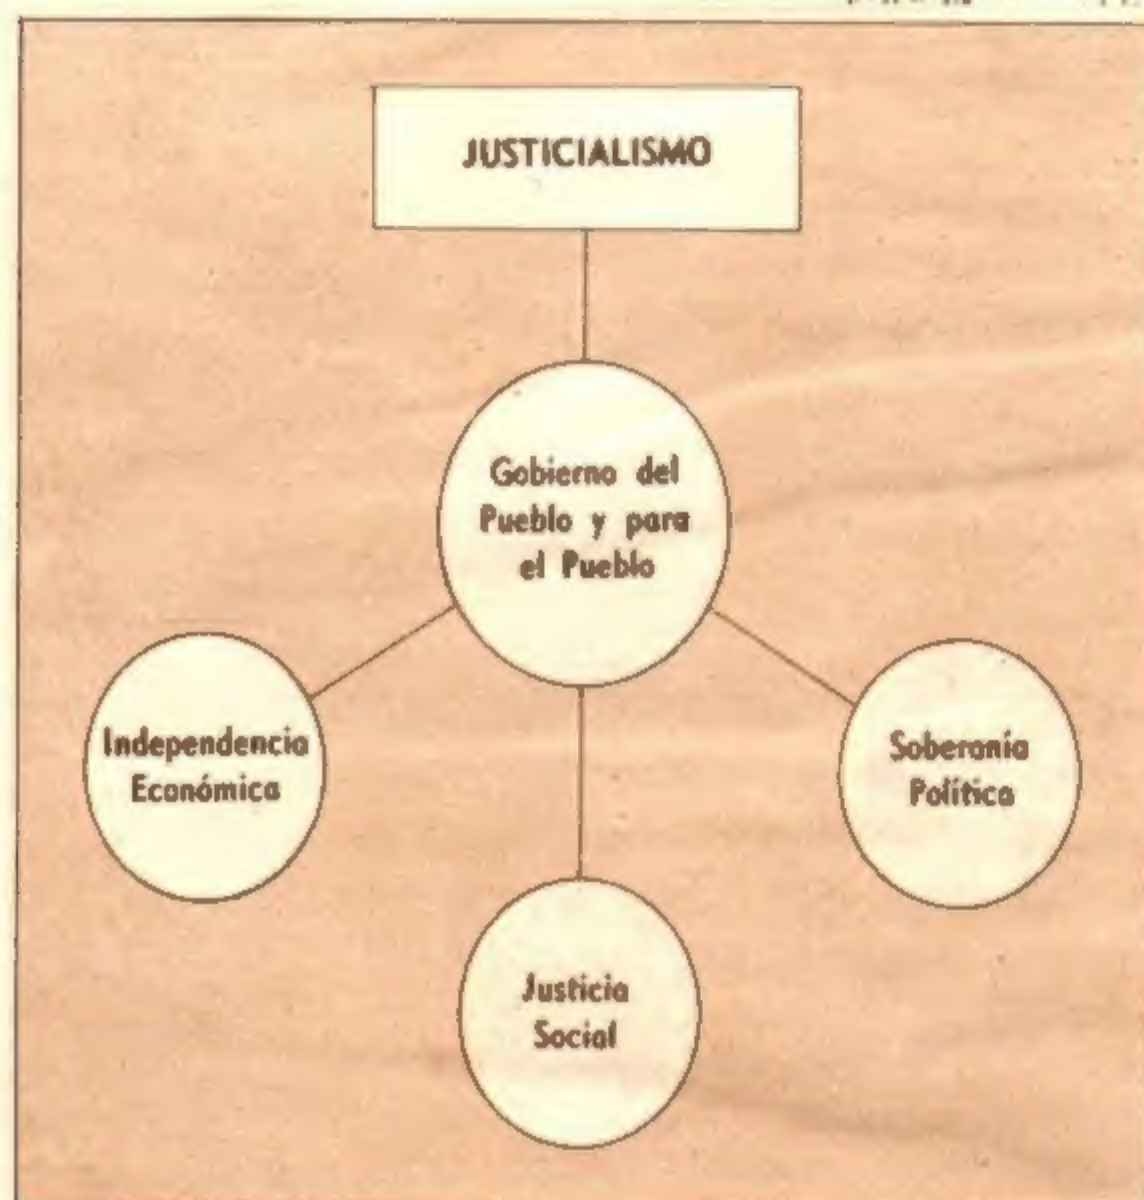 JUSTICIALISMO
Gobierno del
Pueblo y para
el Pueblo
Independencia
Económica
Soberanía
Política
Justicia
Social